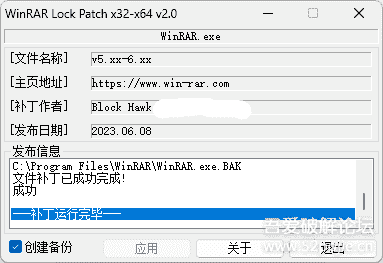 WinRAR Lock Patch x32-x64 v2.0
WinRAR.exe
[文件名称] v5.xx-6.xx
[主页地址] https://www.win-rar.com
[补丁作者] Block Hawk
[发布日期] 2023.06.08
发布信息
C:\Program Files\WinRAR\WinRAR.exe.BAK
文件补丁已成功完成!
成功
——补丁运行完毕——
创建备份 应用 关于 退出
吾爱破解论坛